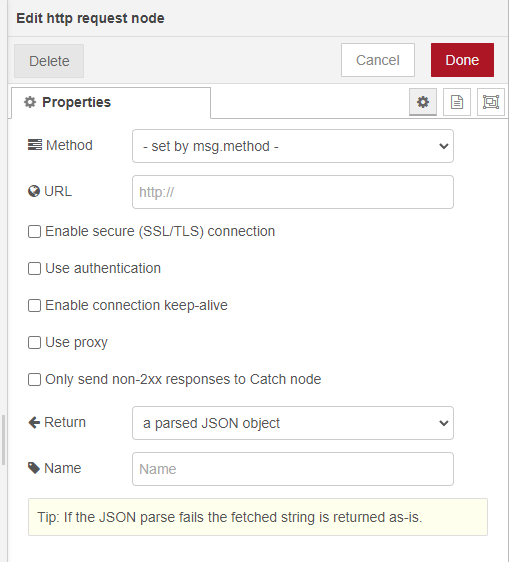 Edit http request node
Delete
Cancel
Done
Properties
Method
- set by msg.method -
URL
http://
Enable secure (SSL/TLS) connection
Use authentication
Enable connection keep-alive
Use proxy
Only send non-2xx responses to Catch node
Return
a parsed JSON object
Name
Name
Tip: If the JSON parse fails the fetched string is returned as-is.